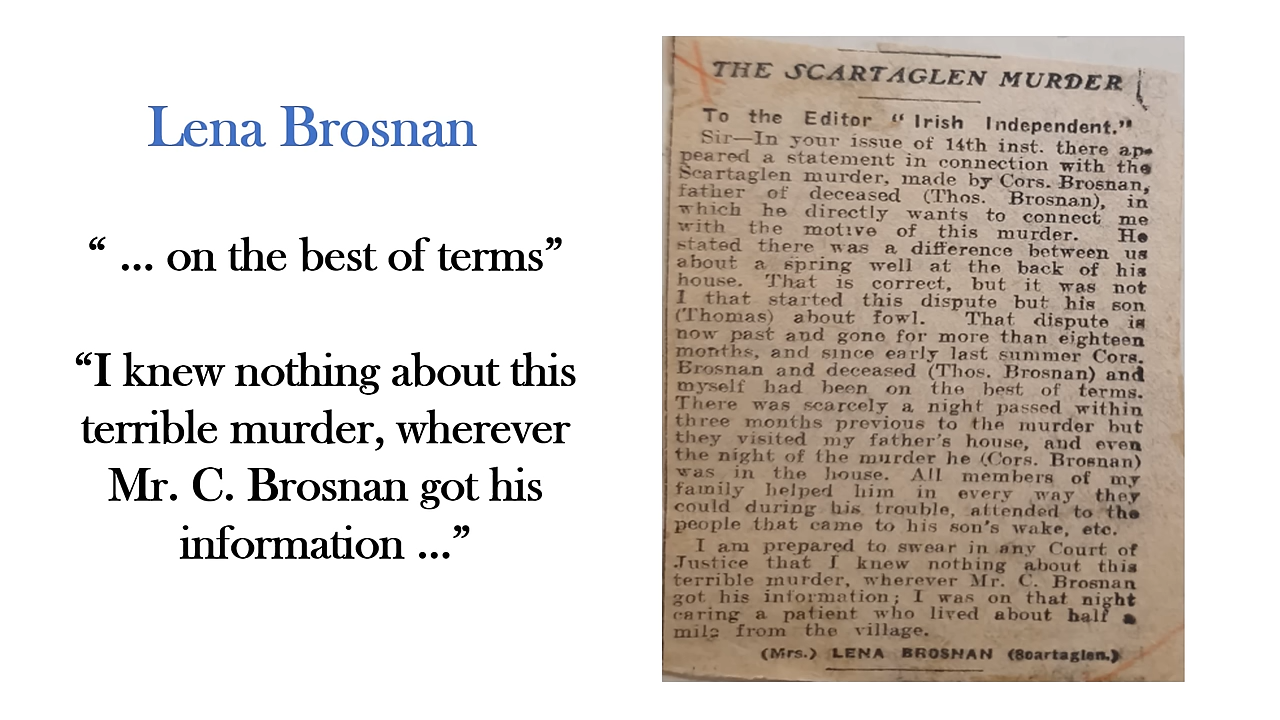 Lena Brosnan
“ ... on the best of terms”
“I knew nothing about this
terrible murder, wherever
Mr. C. Brosnan got his
information ...”
THE SCARTAGLEN MURDER
To the Editor “Irish Independent.”
Sir—In your issue of 14th inst. there ap-
peared a statement in connection with the
Scartaglen murder, made by Cors. Brosnan,
father of deceased (Thos. Brosnan), in
which he directly wants to connect me
with the motive of this murder. He
stated there was a difference between us
about a spring well at the back of his
house. That is correct, but it was not
I that started this dispute but his son
(Thomas) about fowl. That dispute is
now past and gone for more than eighteen
months, and since early last summer Cors.
Brosnan and deceased (Thos. Brosnan) and
myself had been on the best of terms.
There was scarcely a night passed within
three months previous to the murder but
they visited my father's house, and even
the night of the murder he (Cors. Brosnan)
was in the house. All members of my
family helped him in every way they
could during his trouble, attended to the
people that came to his son's wake, etc.
I am prepared to swear in any Court of
Justice that I knew nothing about this
terrible murder, wherever Mr. C. Brosnan
got his information; I was on that night
caring a patient who lived about half a
mile from the village.
(Mrs.) LENA BROSNAN (Scartaglen.)